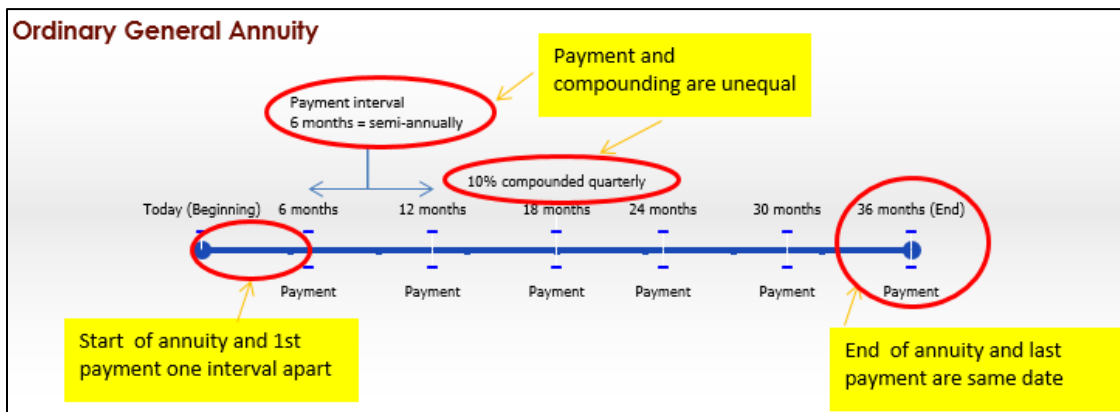 Ordinary General Annuity
Payment and
compounding are unequal
Payment interval
6 months = semi-annually
10% compounded quarterly
Today (Beginning) 6 months 12 months 18 months 24 months 30 months 36 months (End)
Payment Payment Payment Payment Payment Payment
Start of annuity and 1st
payment one interval apart
End of annuity and last
payment are same date